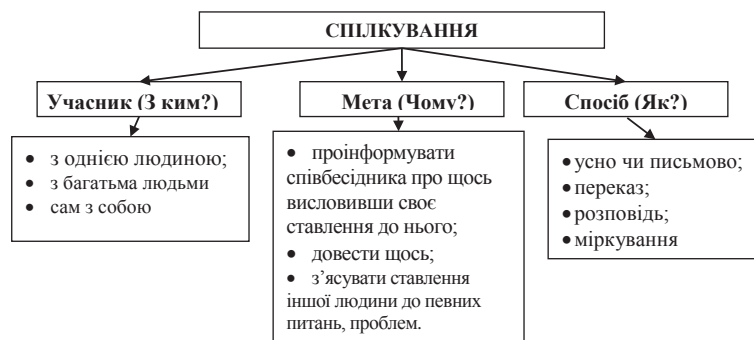 СПІЛКУВАННЯ
Учасник (З ким?)
Мета (Чому?)
Спосіб (Як?)
• з однією людиною;
• з багатьма людьми
• сам з собою
• проінформувати
співбесідника про щось
висловивши своє
ставлення до нього;
• довести щось;
• з’ясувати ставлення
іншої людини до певних
питань, проблем.
• усно чи письмово;
• переказ;
• розповідь;
• міркування